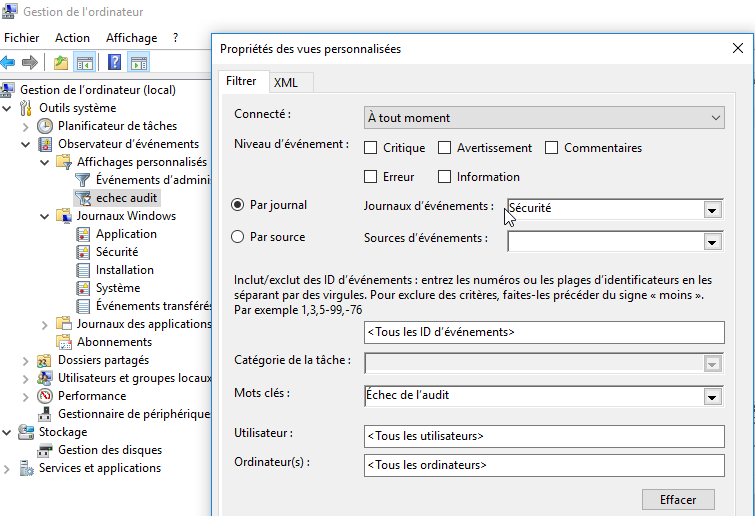 Gestion de l'ordinateur
Fichier Action Affichage ?
Gestion de l'ordinateur (local)
Outils système
Planificateur de tâches
Observateur d'événements
Affichages personnalisés
Événements d'admini
echec audit
Journaux Windows
Application
Sécurité
Installation
Système
Événements transférés
Journaux des applications
Abonnements
Dossiers partagés
Utilisateurs et groupes locaux
Performance
Gestionnaire de périphérique
Stockage
Gestion des disques
Services et applications
Propriétés des vues personnalisées
Filtrer XML
Connecté : À tout moment
Niveau d'événement : Critique Avertissement Commentaires
Erreur Information
Par journal Journaux d'événements : Sécurité
Par source Sources d'événements :
Inclut/exclut des ID d'événements : entrez les numéros ou les plages d'identificateurs en les
séparant par des virgules. Pour exclure des critères, faites-les précéder du signe « moins ».
Par exemple 1,3,5-99,-76
<Tous les ID d'événements>
Catégorie de la tâche :
Mots clés : Échec de l'audit
Utilisateur : <Tous les utilisateurs>
Ordinateur(s) : <Tous les ordinateurs>
Effacer